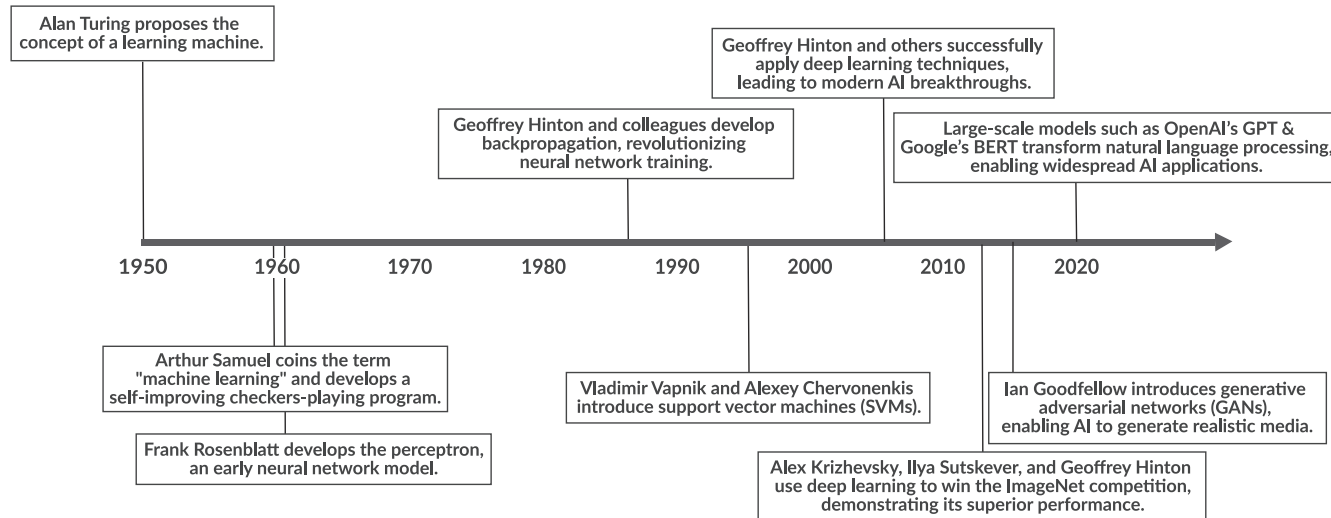 Alan Turing proposes the
concept of a learning machine.
Geoffrey Hinton and others successfully
apply deep learning techniques,
leading to modern AI breakthroughs.
Geoffrey Hinton and colleagues develop
backpropagation, revolutionizing
neural network training.
Large-scale models such as OpenAI’s GPT &
Google’s BERT transform natural language processing,
enabling widespread AI applications.
1950 1960 1970 1980 1990 2000 2010 2020
Arthur Samuel coins the term
"machine learning" and develops a
self-improving checkers-playing program.
Frank Rosenblatt develops the perceptron,
an early neural network model.
Vladimir Vapnik and Alexey Chervonenkis
introduce support vector machines (SVMs).
Ian Goodfellow introduces generative
adversarial networks (GANs),
enabling AI to generate realistic media.
Alex Krizhevsky, Ilya Sutskever, and Geoffrey Hinton
use deep learning to win the ImageNet competition,
demonstrating its superior performance.